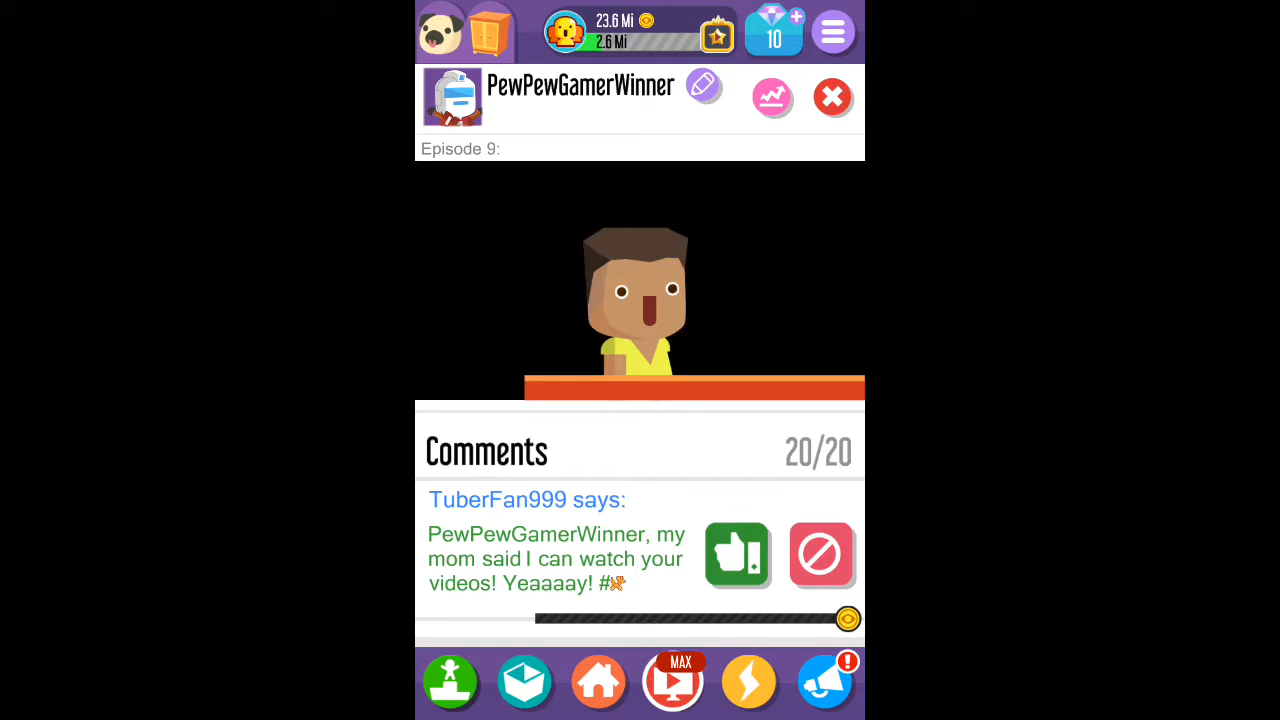 23.6 Mi
2.6 Mi
10
PewPewGamerWinner
Episode 9:
Comments
20/20
TuberFan999 says:
PewPewGamerWinner, my
mom said I can watch your
videos! Yeaaaay! #
MAX
!